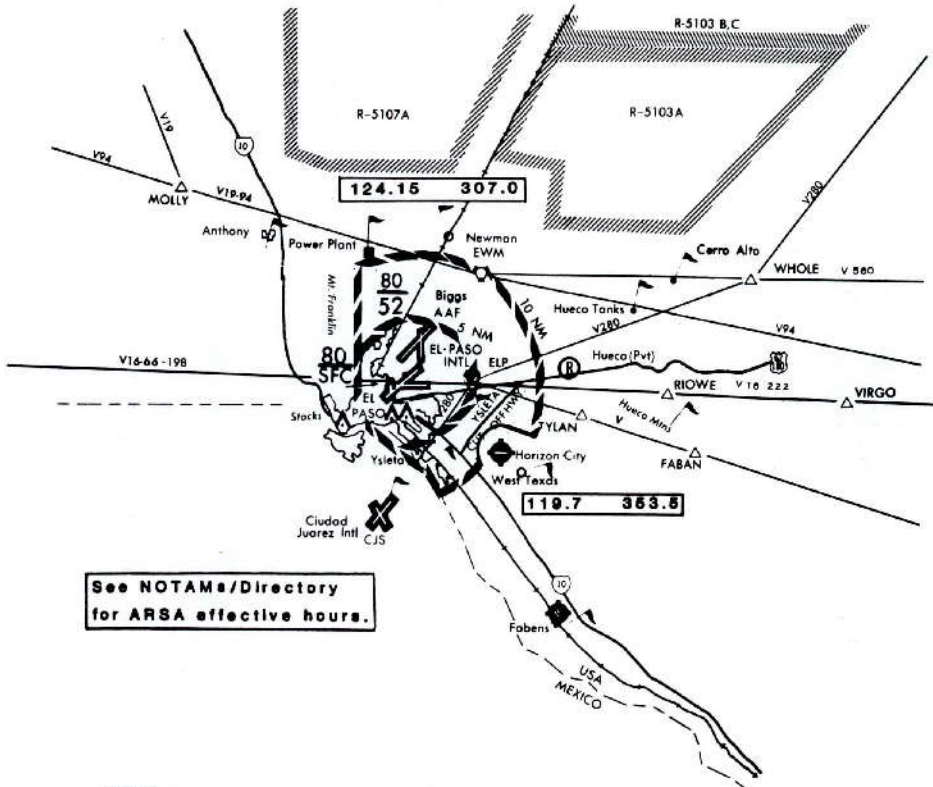 R-5103 B,C
R-5107A
R-5103A
V19
10
V94
V19-94
MOLLY
124.15 307.0
V280
Anthony
Power Plant
Newman
EWM
Cerro Alto
WHOLE
V 560
Mt. Franklin
80
52
Biggs
AAF
5 NM
10 NM
Hueco Tanks
V280
V94
80
SFC
EL-PASO
INTL
ELP
R
Hueco (Pvt)
V16-66-198
RIOWE
V 16 222
VIRGO
EL
PASO
V280
YSLETA
CUT OFF HWY
Hueco Mtns
Stacks
TYLAN
V
FABAN
Ysleta
Horizon City
West Texas
119.7 353.5
Ciudad
Juarez Intl
CJS
See NOTAMs/Directory
for ARSA effective hours.
10
Fabens
USA
MEXICO